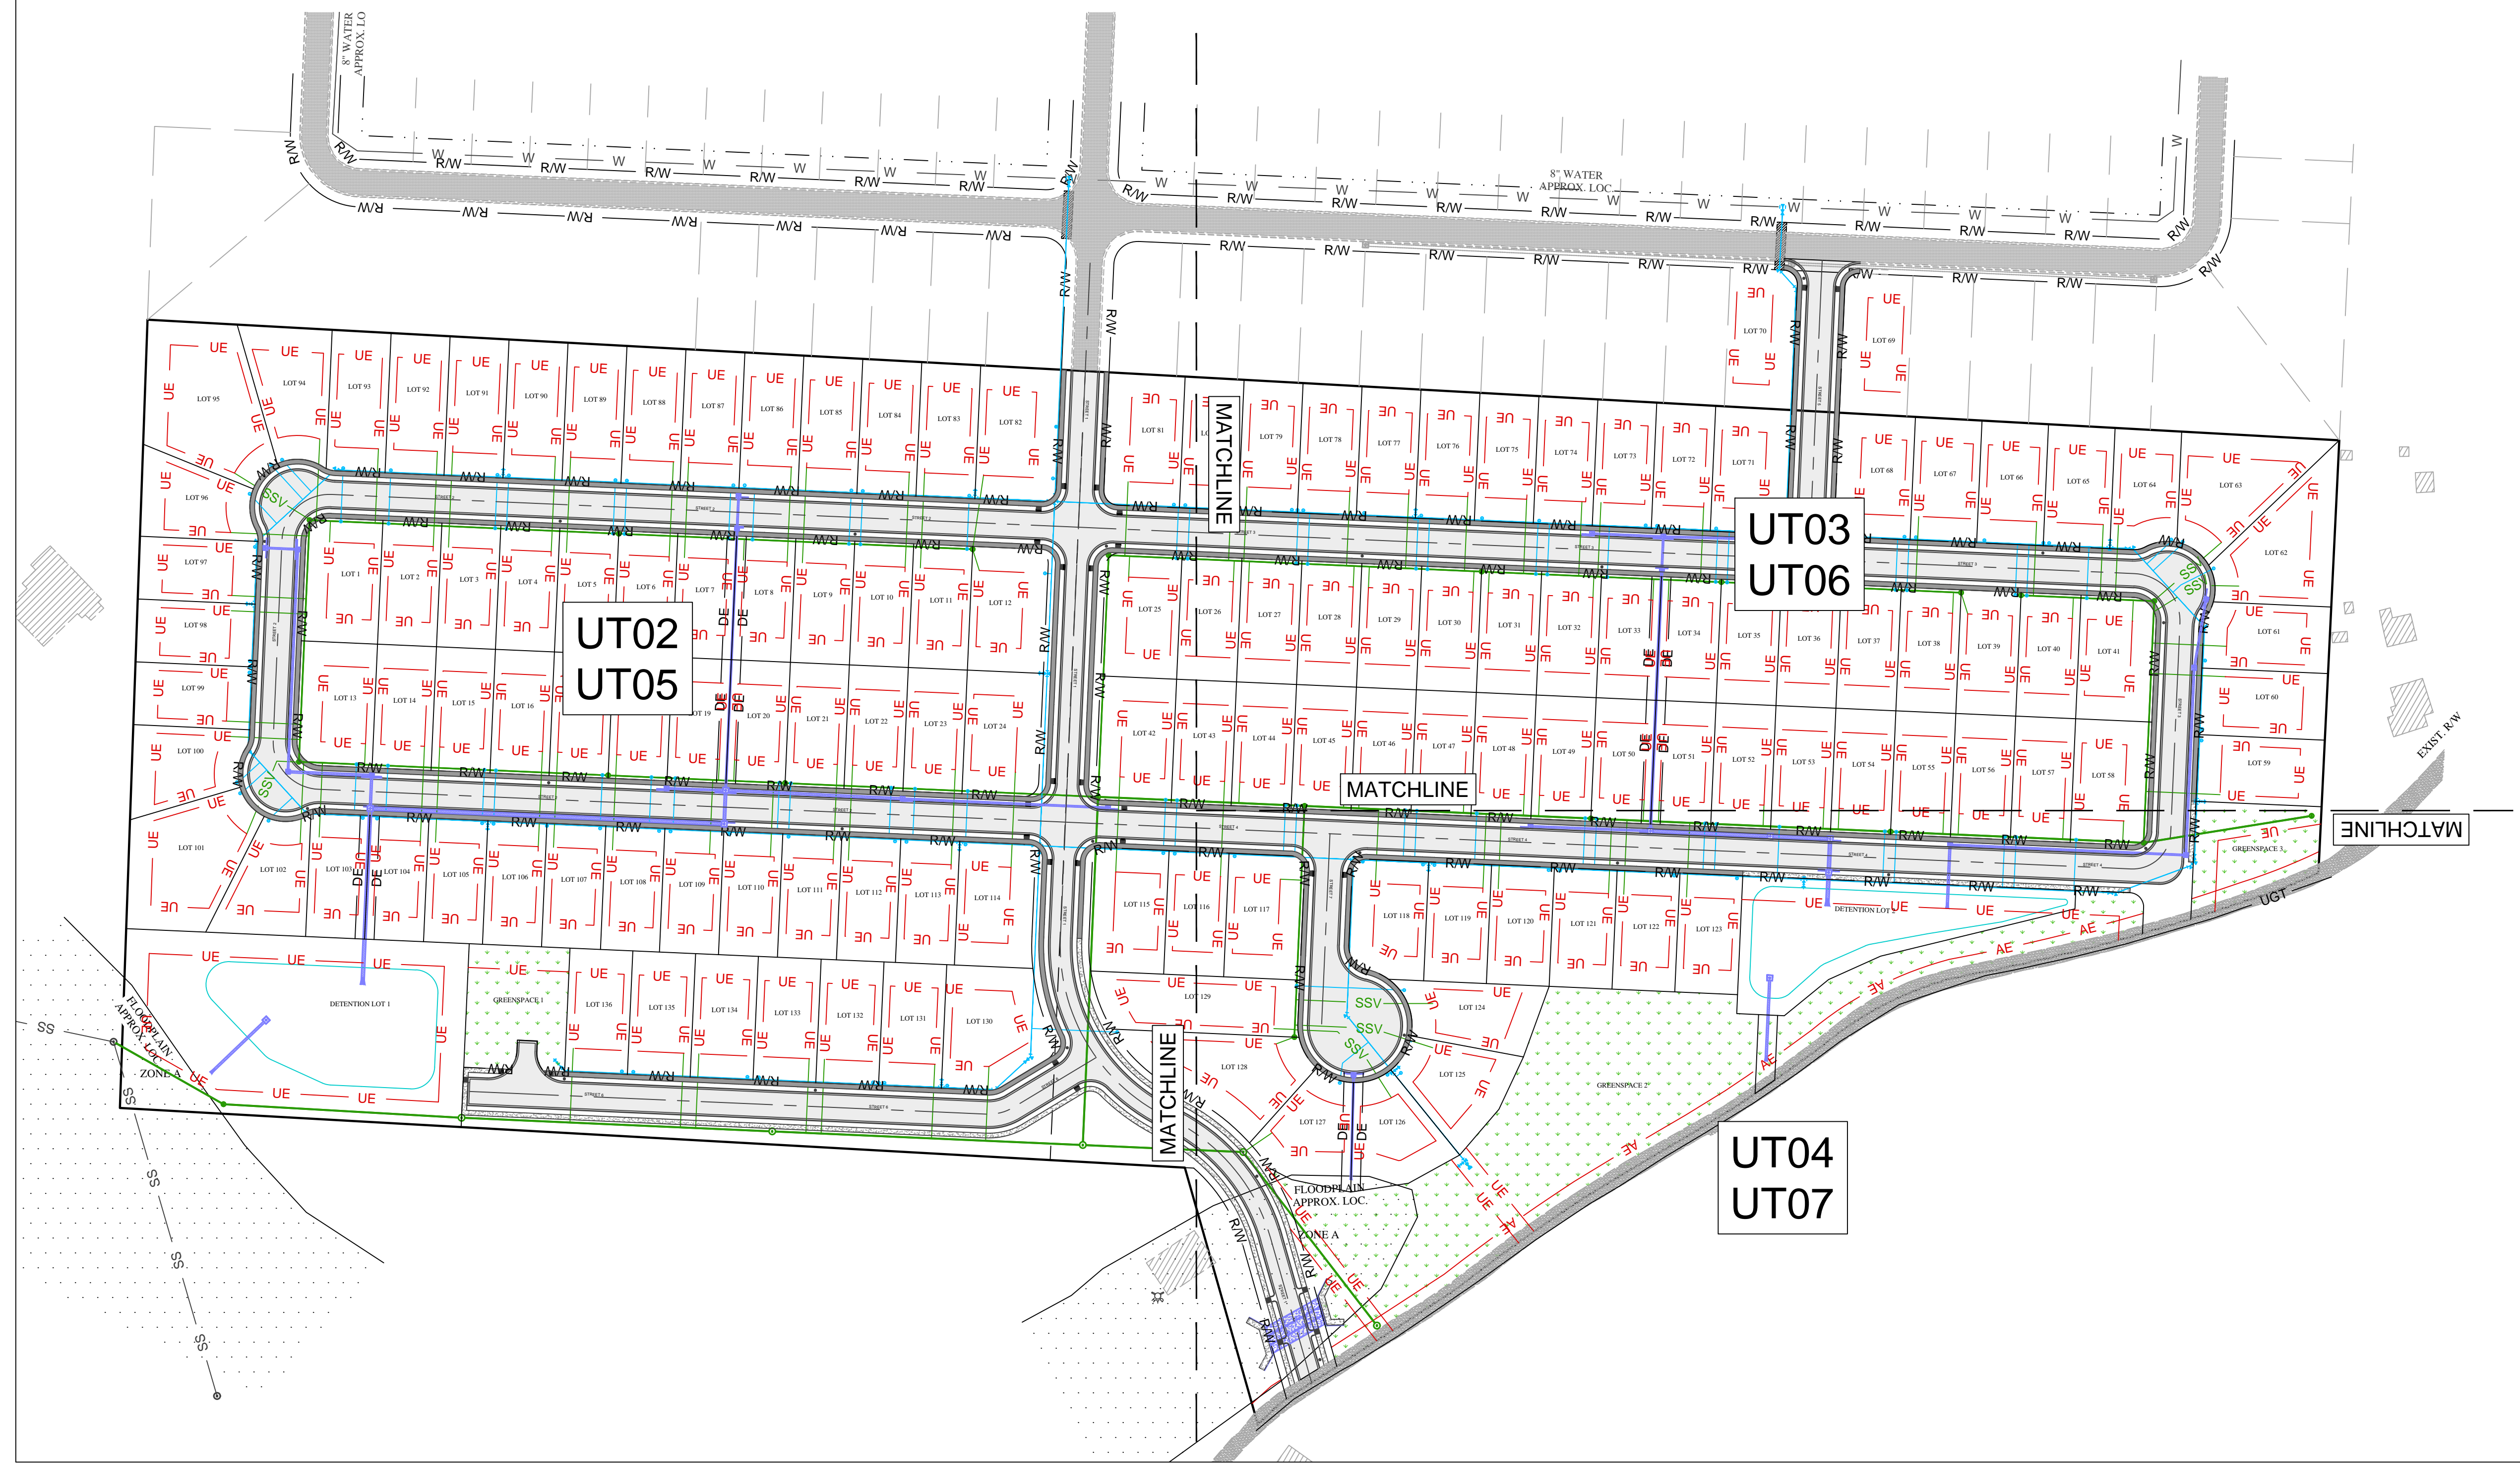 8" WATER
APPROX. LO
8" WATER
APPROX. LOC.
R/W
W
MATCHLINE
LOT 70
LOT 69
LOT 95
LOT 94
LOT 93
LOT 92
LOT 91
LOT 90
LOT 89
LOT 88
LOT 87
LOT 86
LOT 85
LOT 84
LOT 83
LOT 82
LOT 81
LOT 79
LOT 78
LOT 77
LOT 76
LOT 75
LOT 74
LOT 73
LOT 72
LOT 71
LOT 68
LOT 67
LOT 66
LOT 65
LOT 64
LOT 63
UE
LOT 96
LOT 97
LOT 98
LOT 99
LOT 100
LOT 62
LOT 61
LOT 60
LOT 59
SSV
UT03
UT06
LOT 1
LOT 2
LOT 3
LOT 4
LOT 5
LOT 6
LOT 7
LOT 8
LOT 9
LOT 10
LOT 11
LOT 12
LOT 25
LOT 26
LOT 27
LOT 28
LOT 29
LOT 30
LOT 31
LOT 32
LOT 33
LOT 34
LOT 35
LOT 36
LOT 37
LOT 38
LOT 39
LOT 40
LOT 41
UT02
UT05
DE
LOT 13
LOT 14
LOT 15
LOT 16
LOT 20
LOT 21
LOT 22
LOT 23
LOT 24
LOT 42
LOT 43
LOT 44
LOT 45
LOT 46
LOT 47
LOT 48
LOT 49
LOT 50
LOT 51
LOT 52
LOT 53
LOT 54
LOT 55
LOT 56
LOT 57
LOT 58
EXIST. R/W
MATCHLINE
MATCHLINE
STREET 1
STREET 2
STREET 3
STREET 4
LOT 101
LOT 102
LOT 103
LOT 104
LOT 105
LOT 106
LOT 107
LOT 108
LOT 109
LOT 110
LOT 111
LOT 112
LOT 113
LOT 114
LOT 115
LOT 116
LOT 117
LOT 118
LOT 119
LOT 120
LOT 121
LOT 122
LOT 123
DETENTION LOT 2
GREENSPACE 3
UGT
AE
DETENTION LOT 1
GREENSPACE 1
LOT 136
LOT 135
LOT 134
LOT 133
LOT 132
LOT 131
LOT 130
LOT 129
LOT 128
LOT 127
LOT 126
LOT 125
LOT 124
GREENSPACE 2
STREET 6
SS
FLOODPLAIN
APPROX. LOC.
ZONE A
MATCHLINE
UT04
UT07
FLOODPLAIN
APPROX. LOC.
ZONE A